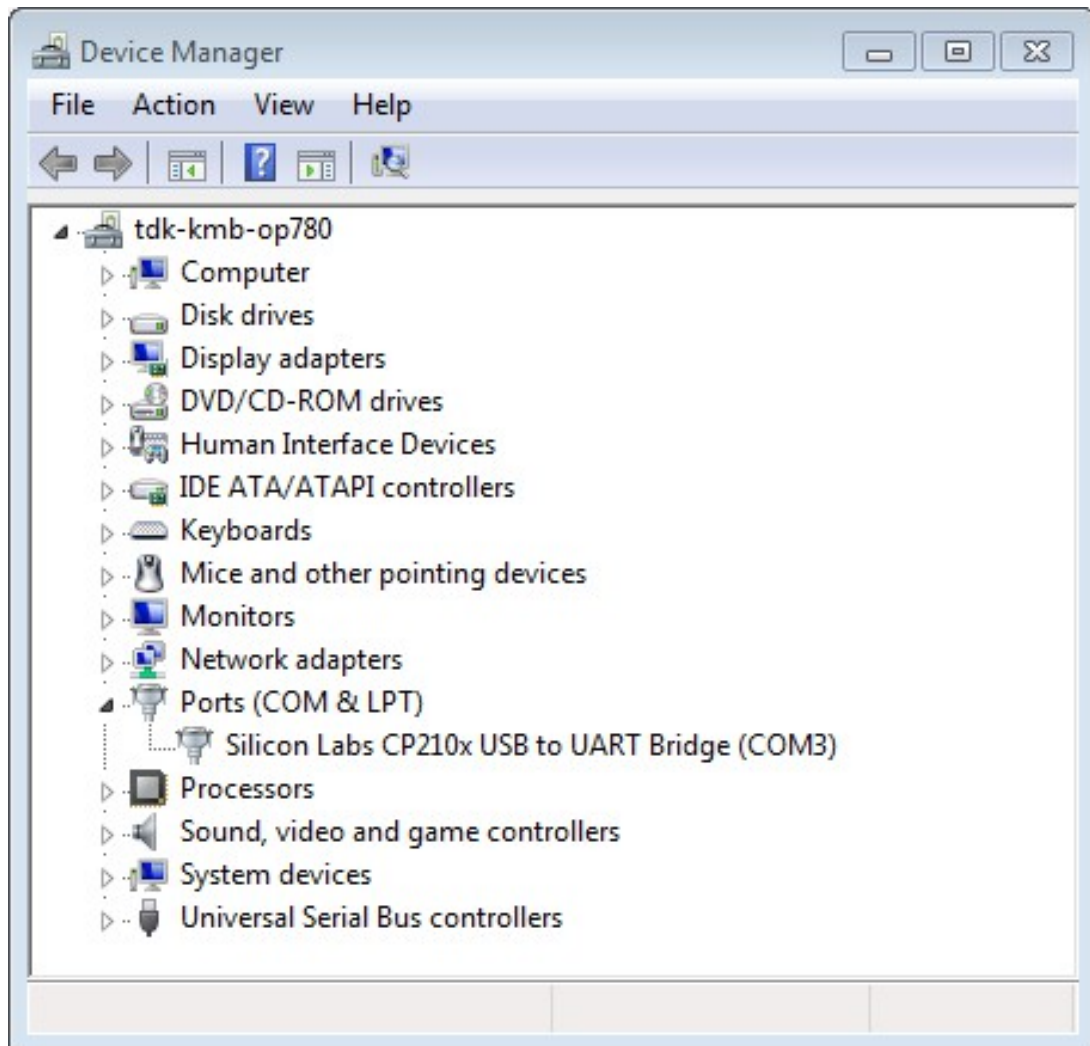 Device Manager
File Action View Help
tdk-kmb-op780
Computer
Disk drives
Display adapters
DVD/CD-ROM drives
Human Interface Devices
IDE ATA/ATAPI controllers
Keyboards
Mice and other pointing devices
Monitors
Network adapters
Ports (COM & LPT)
Silicon Labs CP210x USB to UART Bridge (COM3)
Processors
Sound, video and game controllers
System devices
Universal Serial Bus controllers